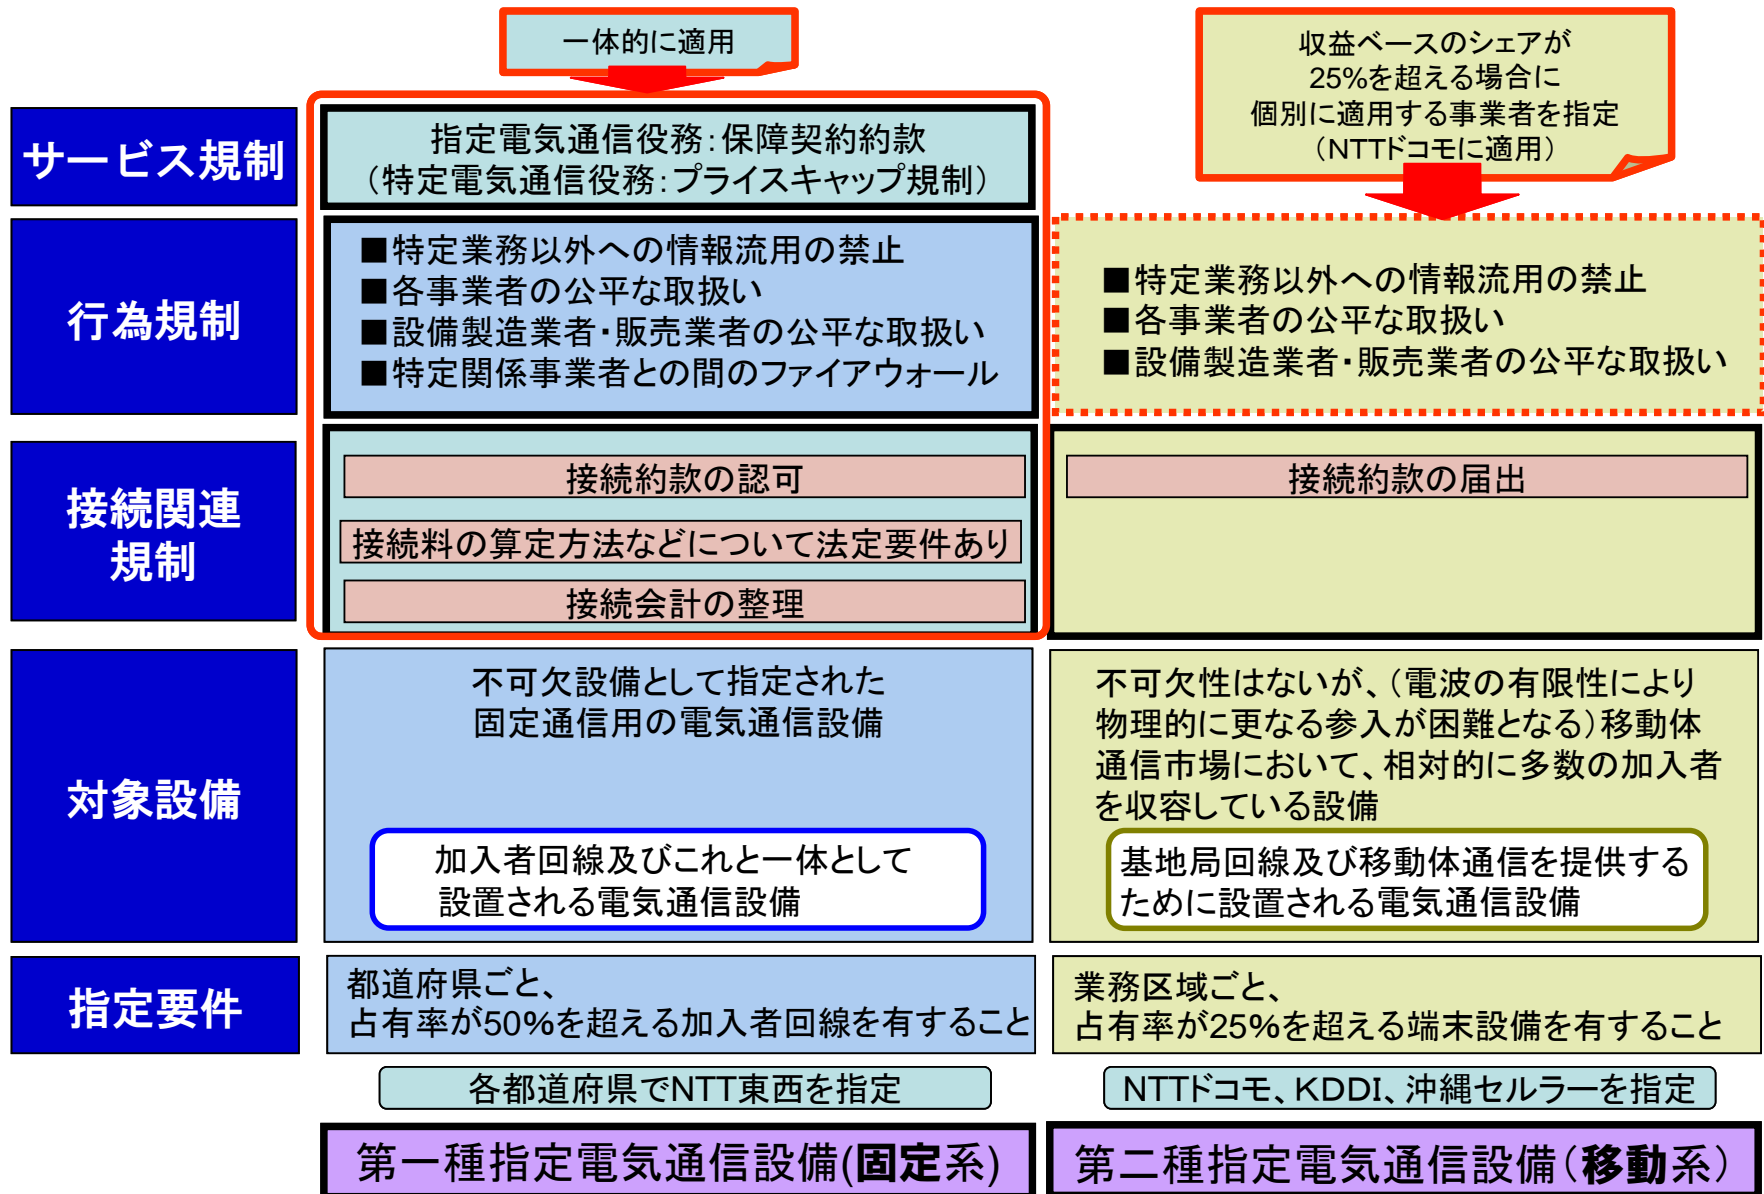 一体的に適用
収益ベースのシェアが
25%を超える場合に
個別に適用する事業者を指定
（NTTドコモに適用）
サービス規制
指定電気通信役務：保障契約約款
（特定電気通信役務：プライスキャップ規制）
行為規制
■特定業務以外への情報流用の禁止
■各事業者の公平な取扱い
■設備製造業者・販売業者の公平な取扱い
■特定関係事業者との間のファイアウォール
■特定業務以外への情報流用の禁止
■各事業者の公平な取扱い
■設備製造業者・販売業者の公平な取扱い
接続関連
規制
接続約款の認可
接続料の算定方法などについて法定要件あり
接続会計の整理
接続約款の届出
対象設備
不可欠設備として指定された
固定通信用の電気通信設備
加入者回線及びこれと一体として
設置される電気通信設備
不可欠性はないが、（電波の有限性により
物理的に更なる参入が困難となる）移動体
通信市場において、相対的に多数の加入者
を収容している設備
基地局回線及び移動体通信を提供する
ために設置される電気通信設備
指定要件
都道府県ごと、
占有率が50%を超える加入者回線を有すること
業務区域ごと、
占有率が25%を超える端末設備を有すること
各都道府県でNTT東西を指定
NTTドコモ、KDDI、沖縄セルラーを指定
第一種指定電気通信設備(固定系)
第二種指定電気通信設備（移動系）